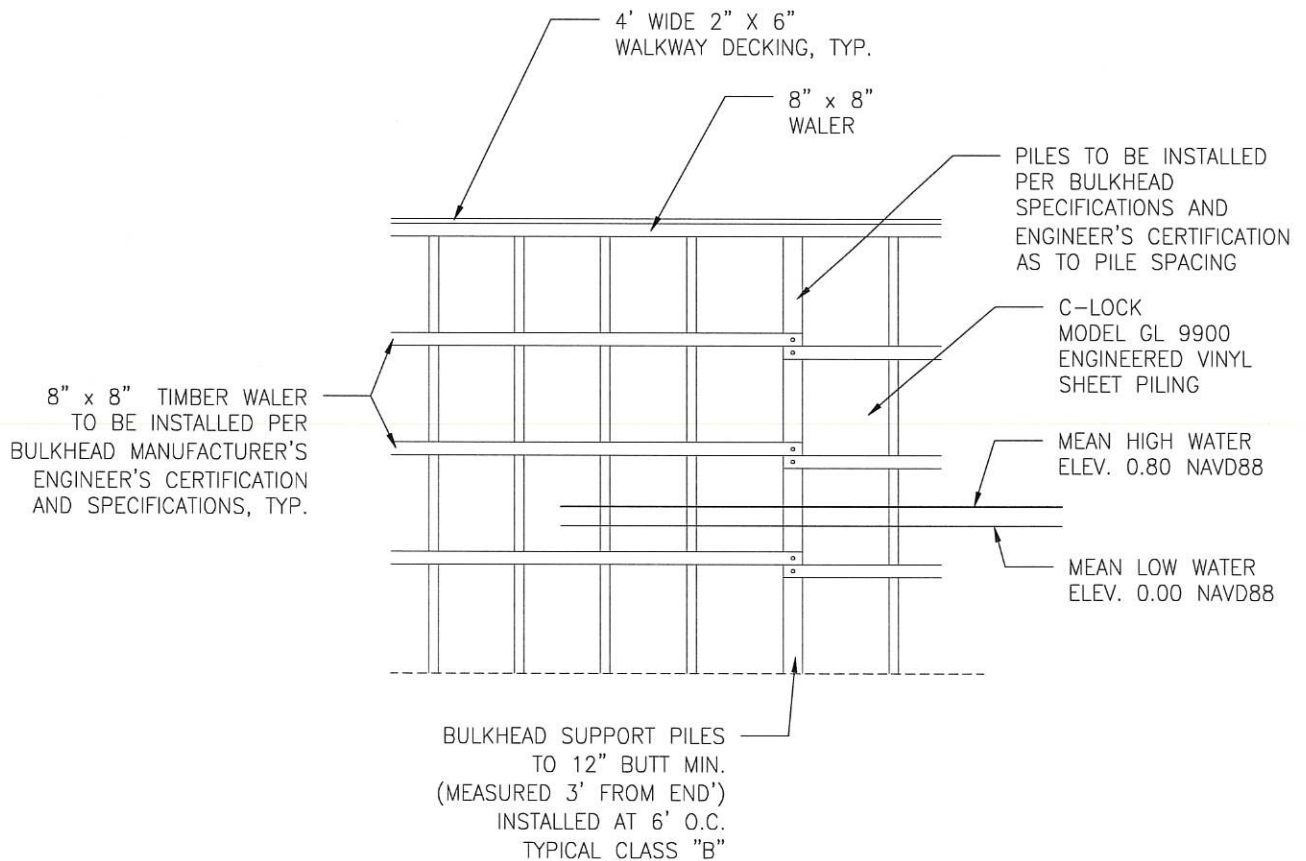 4' WIDE 2" X 6"
WALKWAY DECKING, TYP.
8" x 8"
WALER
PILES TO BE INSTALLED
PER BULKHEAD
SPECIFICATIONS AND
ENGINEER'S CERTIFICATION
AS TO PILE SPACING
C-LOCK
MODEL GL 9900
ENGINEERED VINYL
SHEET PILING
8" x 8" TIMBER WALER
TO BE INSTALLED PER
BULKHEAD MANUFACTURER'S
ENGINEER'S CERTIFICATION
AND SPECIFICATIONS, TYP.
MEAN HIGH WATER
ELEV. 0.80 NAVD88
MEAN LOW WATER
ELEV. 0.00 NAVD88
BULKHEAD SUPPORT PILES
TO 12" BUTT MIN.
(MEASURED 3' FROM END')
INSTALLED AT 6' O.C.
TYPICAL CLASS "B"